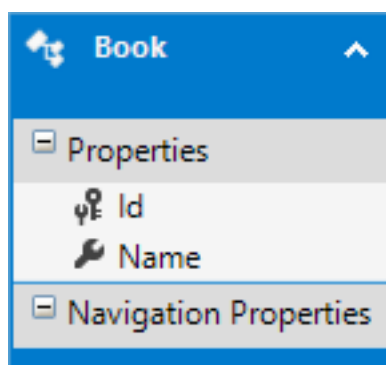 Book
Properties
Id
Name
Navigation Properties